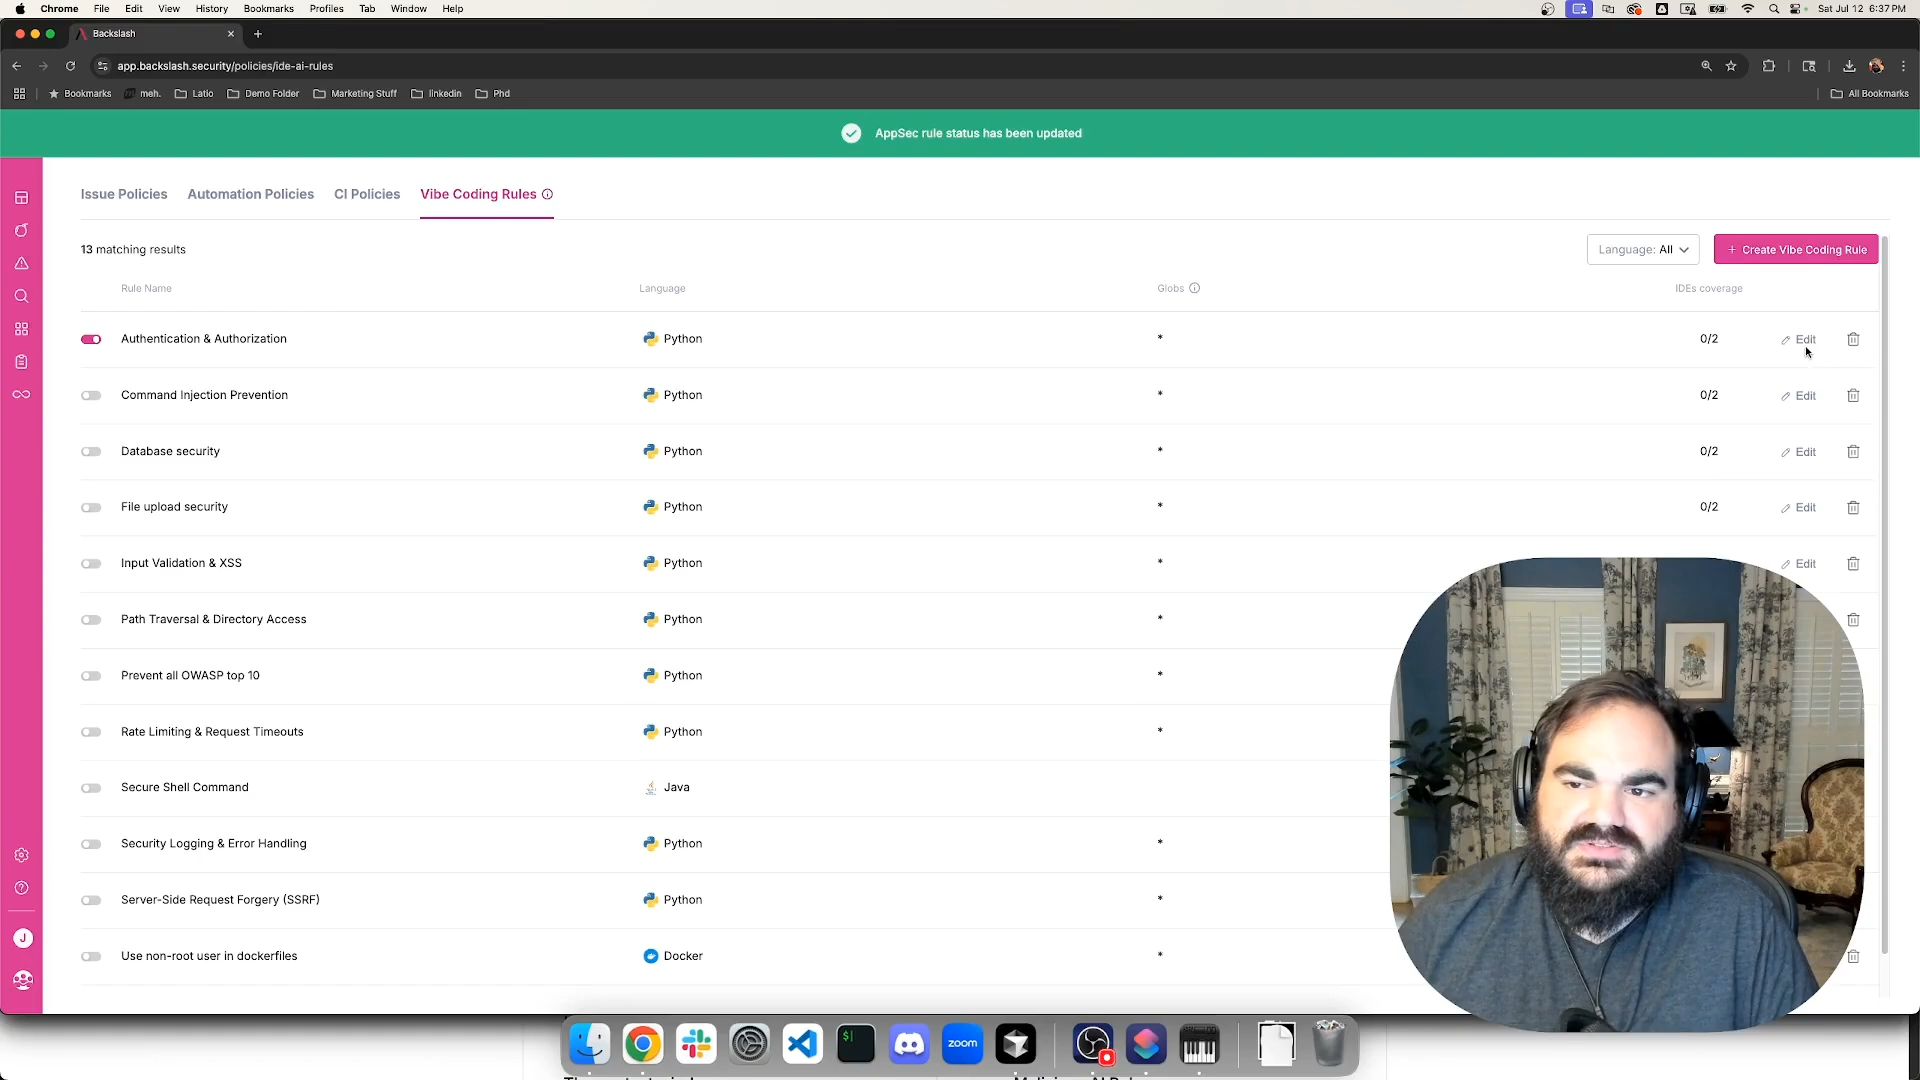 Chrome File Edit View History Bookmarks Profiles Tab Window Help Sat Jul 12 6:37 PM
Backslash
app.backslash.security/policies/ide-ai-rules
Bookmarks meh. Latio Demo Folder Marketing Stuff linkedin Phd All Bookmarks
AppSec rule status has been updated
Issue Policies Automation Policies CI Policies Vibe Coding Rules
13 matching results Language: All + Create Vibe Coding Rule
Rule Name Language Globs IDEs coverage
Authentication & Authorization Python * 0/2 Edit
Command Injection Prevention Python * 0/2 Edit
Database security Python * 0/2 Edit
File upload security Python * 0/2 Edit
Input Validation & XSS Python * Edit
Path Traversal & Directory Access Python *
Prevent all OWASP top 10 Python *
Rate Limiting & Request Timeouts Python *
Secure Shell Command Java
Security Logging & Error Handling Python *
Server-Side Request Forgery (SSRF) Python *
Use non-root user in dockerfiles Docker *
J
$
zoom